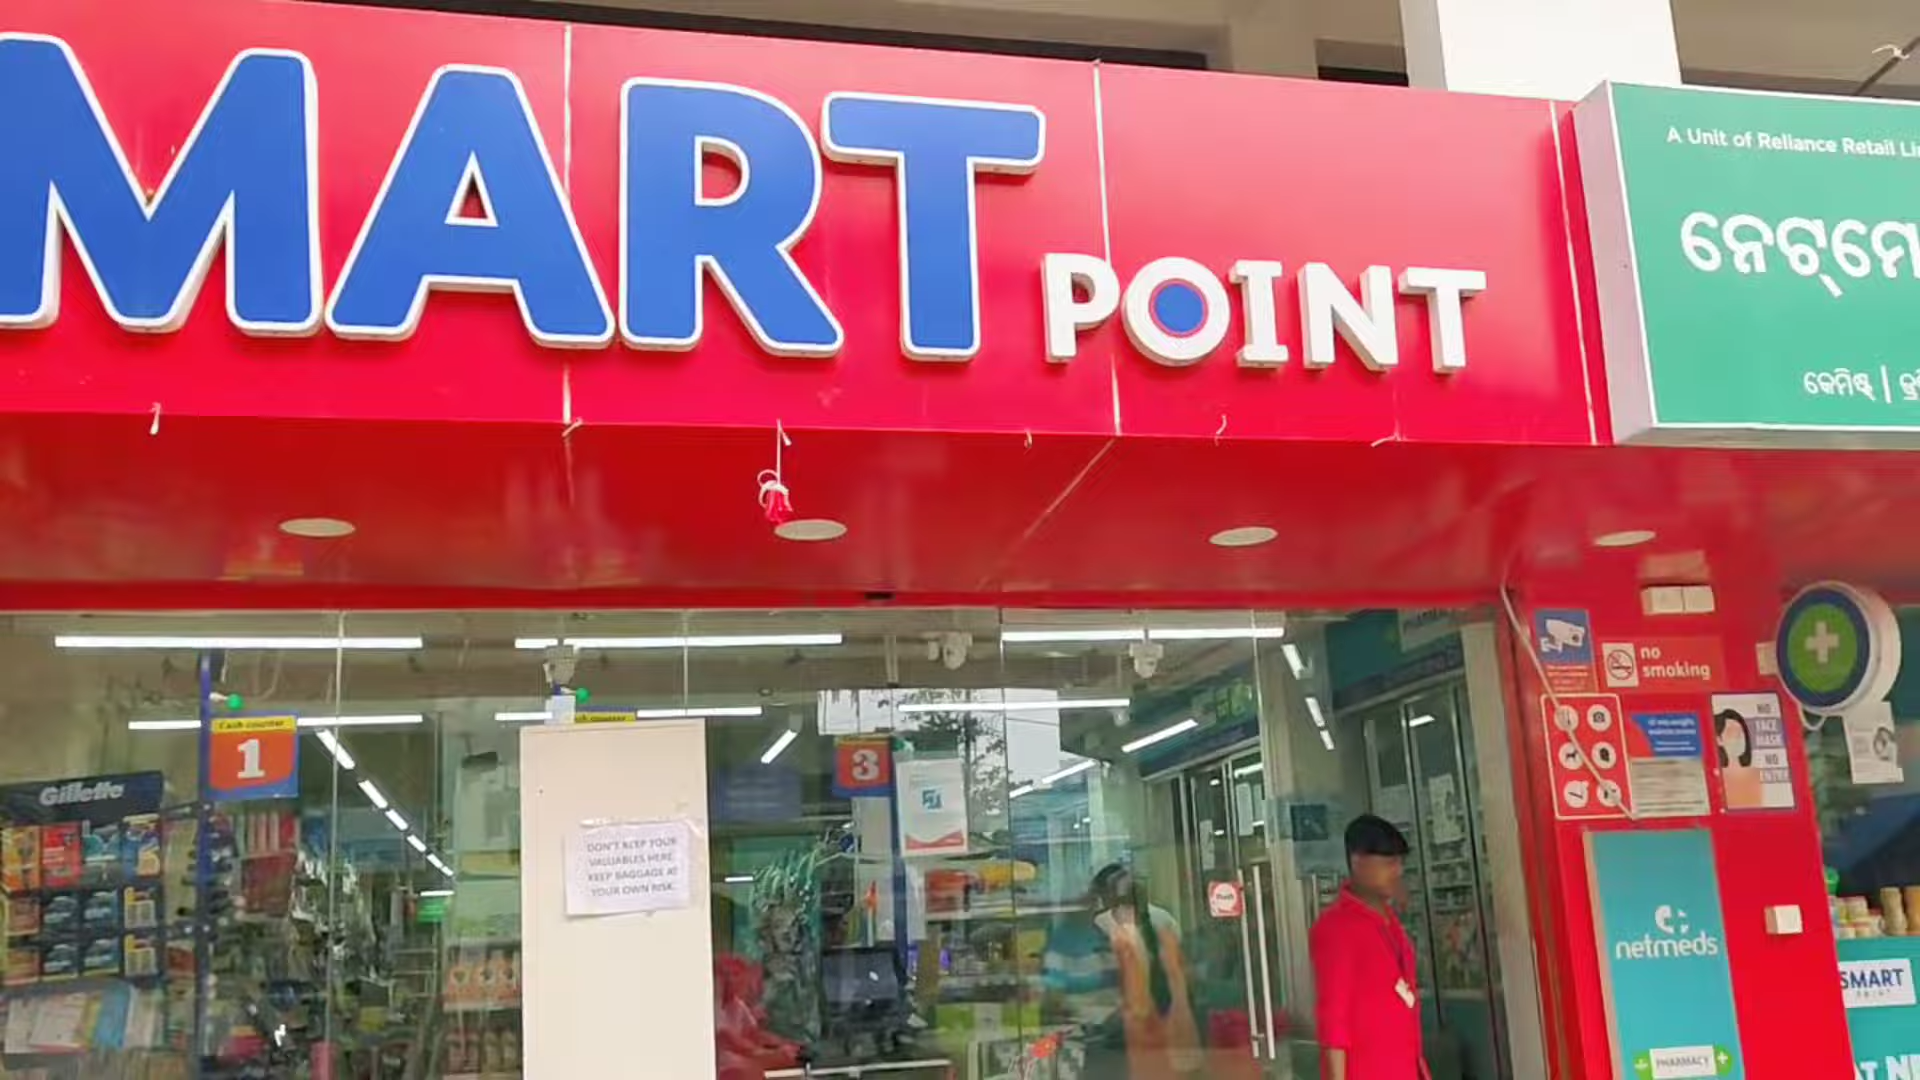 MART POINT
A Unit of Reliance Retail
ନେଟ୍‌ମେ
କେମିଷ୍ଟ |
no
smoking
Cash counter
1
3
Gillette
DON'T KEEP YOUR
VALUABLES HERE.
KEEP BAGGAGE AT
YOUR OWN RISK.
NO
FACE
MASK
NO
ENTRY
netmeds
PHARMACY
SMART
POINT